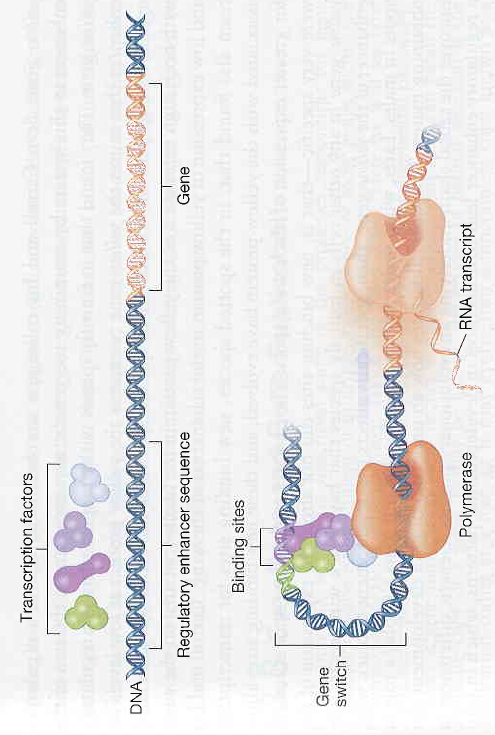 Transcription factors
DNA
Regulatory enhancer sequence
Gene
Binding sites
Gene
switch
Polymerase
RNA transcript